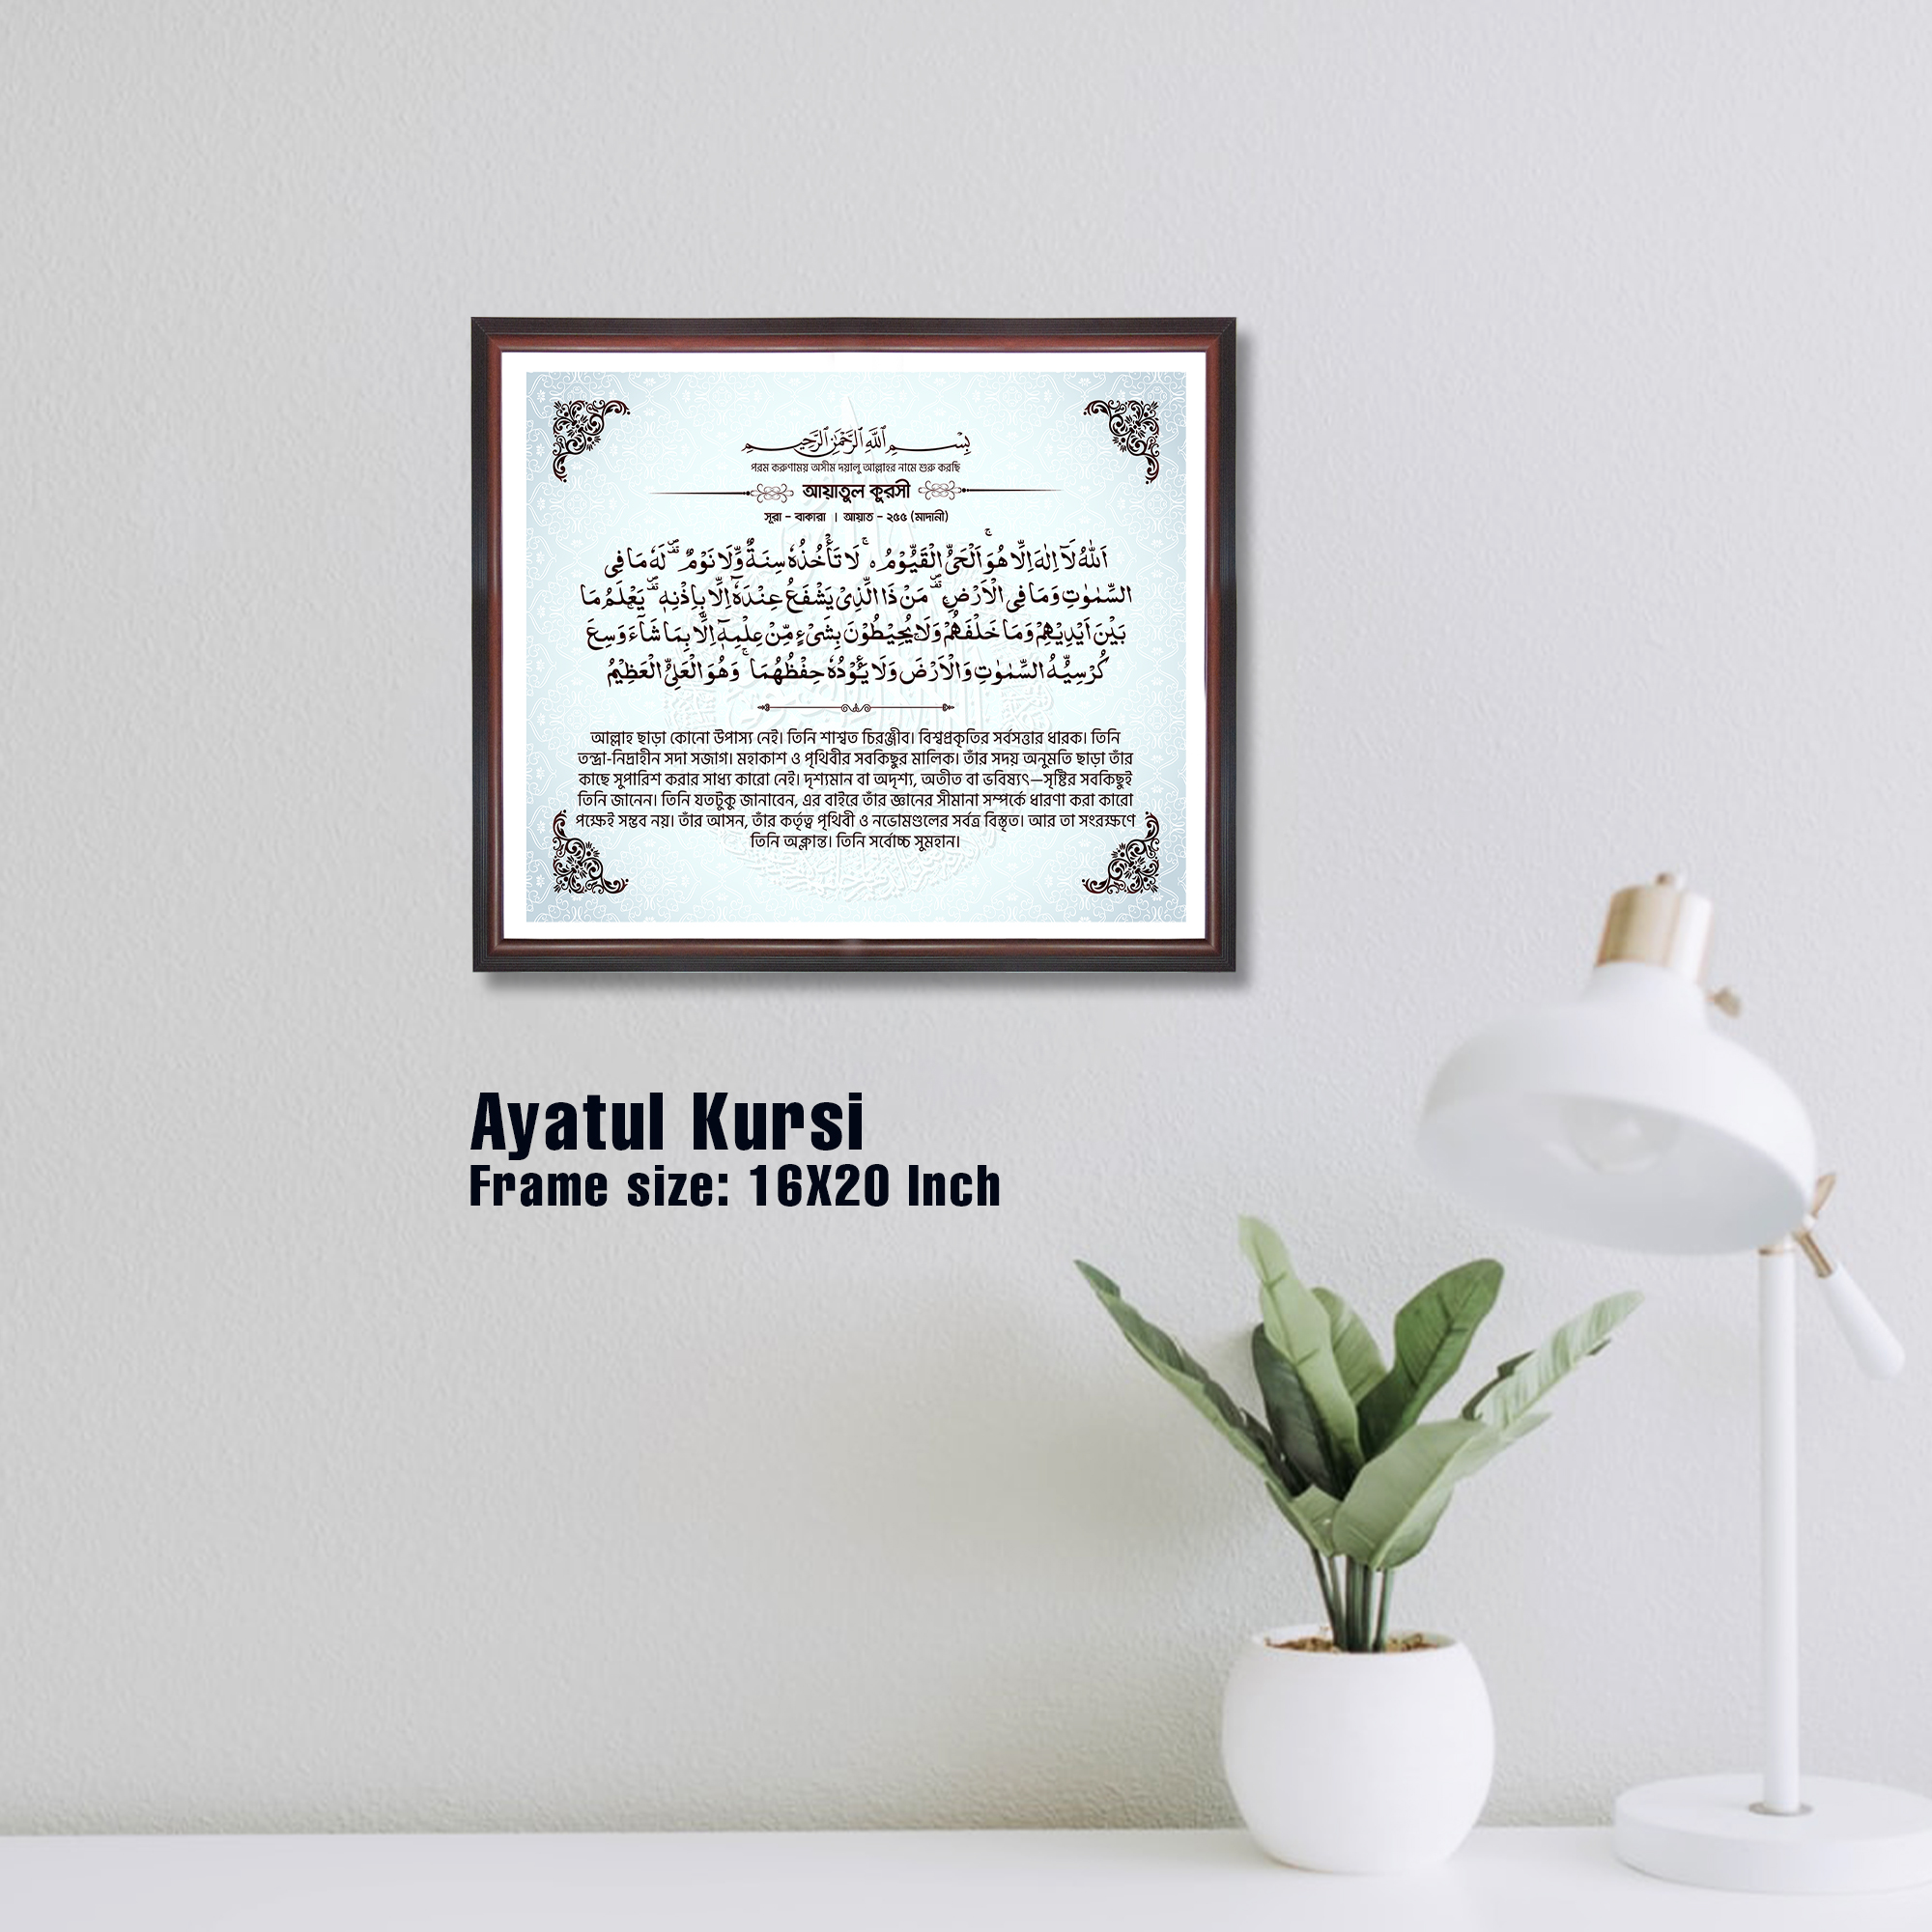 بِسْمِ ٱللَّٰهِ ٱلرَّحْمَٰنِ ٱلرَّحِيمِ
পরম করুণাময় অসীম দয়ালু আল্লাহর নামে শুরু করছি
আয়াতুল কুরসী
সূরা - বাকারা । আয়াত - ২৫৫ (মাদানী)
اَللّٰهُ لَآ اِلٰهَ اِلَّا هُوَ ۚ اَلْحَىُّ الْقَيُّوْمُ ەۚ لَا تَأْخُذُهٗ سِنَةٌ وَّلَا نَوْمٌ ؕ لَهٗ مَا فِى
السَّمٰوٰتِ وَمَا فِى الْاَرْضِ ؕ مَنْ ذَا الَّذِىْ يَشْفَعُ عِنْدَهٗٓ اِلَّا بِاِذْنِهٖ ؕ يَعْلَمُ مَا
بَيْنَ اَيْدِيْهِمْ وَمَا خَلْفَهُمْ وَلَا يُحِيْطُوْنَ بِشَىْءٍ مِّنْ عِلْمِهٖٓ اِلَّا بِمَا شَآءَ وَسِعَ
كُرْسِيُّهُ السَّمٰوٰتِ وَالْاَرْضَ وَلَا يَـُٔوْدُهٗ حِفْظُهُمَا ۚ وَهُوَ الْعَلِىُّ الْعَظِيْمُ
আল্লাহ ছাড়া কোনো উপাস্য নেই। তিনি শাশ্বত চিরঞ্জীব। বিশ্বপ্রকৃতির সর্বসত্তার ধারক। তিনি
তন্দ্রা-নিদ্রাহীন সদা সজাগ। মহাকাশ ও পৃথিবীর সবকিছুর মালিক। তাঁর সদয় অনুমতি ছাড়া তাঁর
কাছে সুপারিশ করার সাধ্য কারো নেই। দৃশ্যমান বা অদৃশ্য, অতীত বা ভবিষ্যৎ—সৃষ্টির সবকিছুই
তিনি জানেন। তিনি যতটুকু জানাবেন, এর বাইরে তাঁর জ্ঞানের সীমানা সম্পর্কে ধারণা করা কারো
পক্ষেই সম্ভব নয়। তাঁর আসন, তাঁর কর্তৃত্ব পৃথিবী ও নভোমণ্ডলের সর্বত্র বিস্তৃত। আর তা সংরক্ষণে
তিনি অক্লান্ত। তিনি সর্বোচ্চ সুমহান।
Ayatul Kursi
Frame size: 16X20 Inch